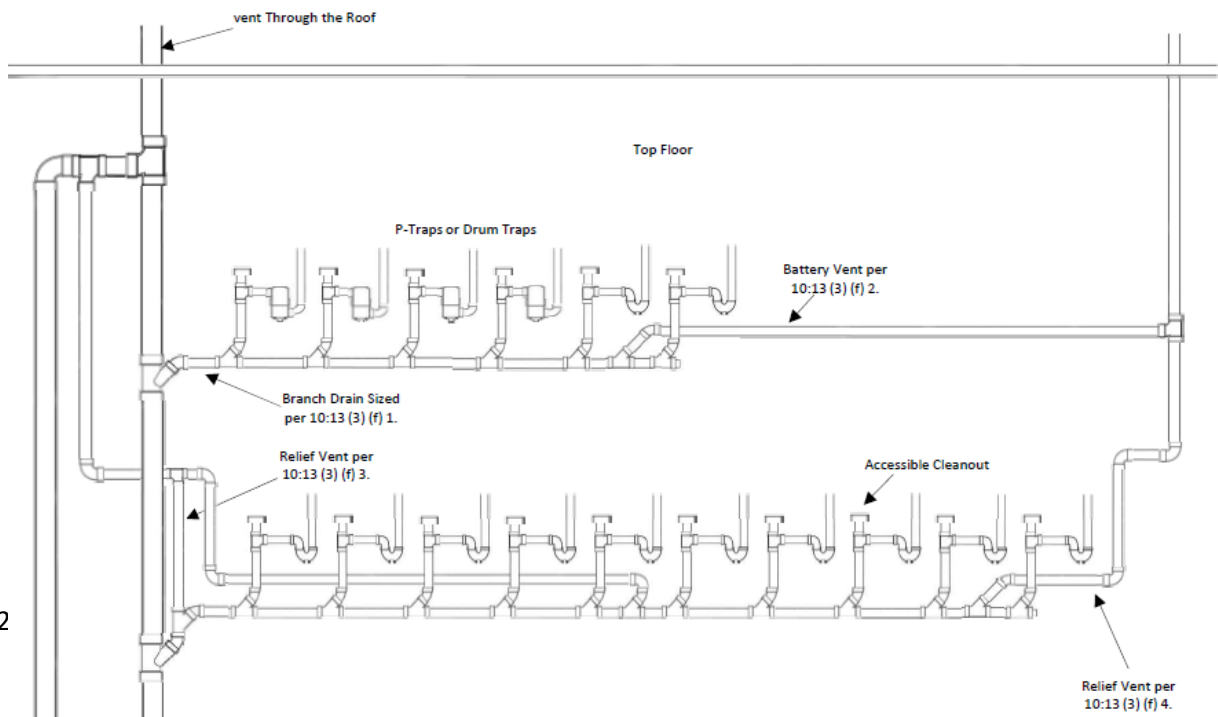 vent Through the Roof
Top Floor
P-Traps or Drum Traps
Battery Vent per
10:13 (3) (f) 2.
Branch Drain Sized
per 10:13 (3) (f) 1.
Relief Vent per
10:13 (3) (f) 3.
Accessible Cleanout
2
Relief Vent per
10:13 (3) (f) 4.